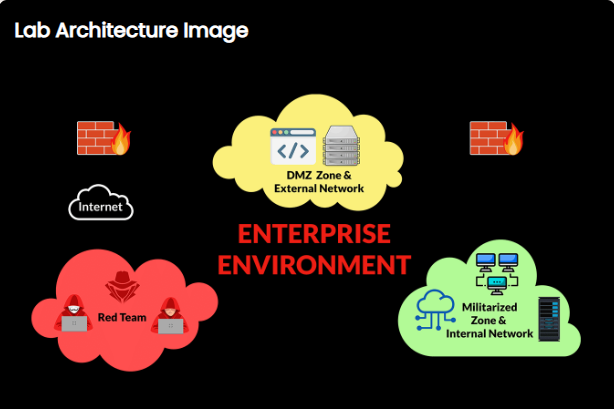 Lab Architecture Image
</>
DMZ Zone &
External Network
Internet
ENTERPRISE
ENVIRONMENT
Red Team
Militarized
Zone &
Internal Network